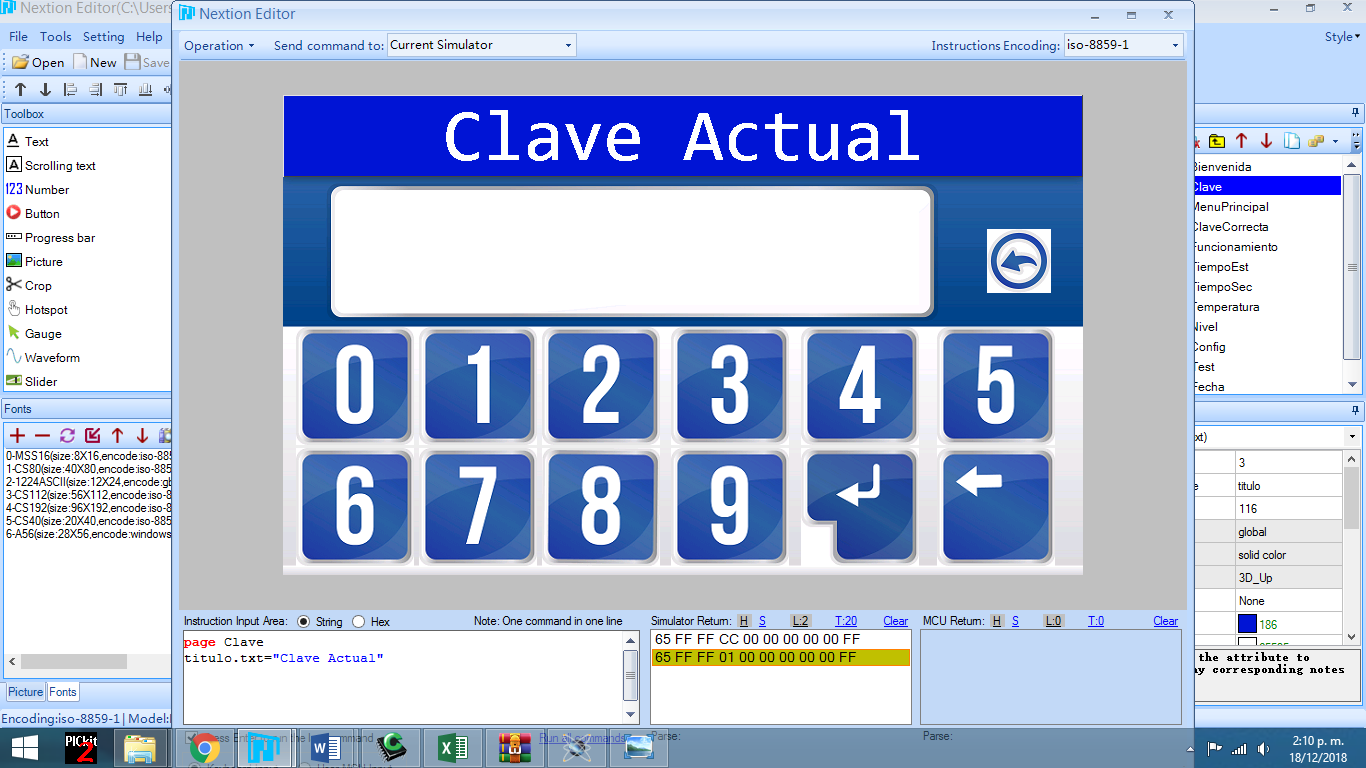 Nextion Editor(C:\Users
Nextion Editor
File Tools Setting Help
Style
Operation
Send command to: Current Simulator
Instructions Encoding: iso-8859-1
Open New Save
Toolbox
Text
Scrolling text
123 Number
Button
Progress bar
Picture
Crop
Hotspot
Gauge
Waveform
Slider
Fonts
0-MSS16(size:8X16,encode:iso-885
1-CS80(size:40X80,encode:iso-885
2-1224ASCII(size:12X24,encode:gb
3-CS112(size:56X112,encode:iso-8
4-CS192(size:96X192,encode:iso-8
5-CS40(size:20X40,encode:iso-885
6-A56(size:28X56,encode:windows
Picture Fonts
Encoding:iso-8859-1| Model:
Clave Actual
0 1 2 3 4 5
6 7 8 9
Bienvenida
Clave
MenuPrincipal
ClaveCorrecta
Funcionamiento
TiempoEst
TiempoSec
Temperatura
Nivel
Config
Test
Fecha
xt)
3
titulo
116
global
solid color
3D_Up
None
186
the attribute to
y corresponding notes
Instruction Input Area: String Hex Note: One command in one line
page Clave
titulo.txt="Clave Actual"
Simulator Return: H S L:2 T:20 Clear
65 FF FF CC 00 00 00 00 00 FF
65 FF FF 01 00 00 00 00 00 FF
MCU Return: H S L:0 T:0 Clear
Run all commands
Parse:
Parse:
PICkit
2
2:10 p. m.
18/12/2018